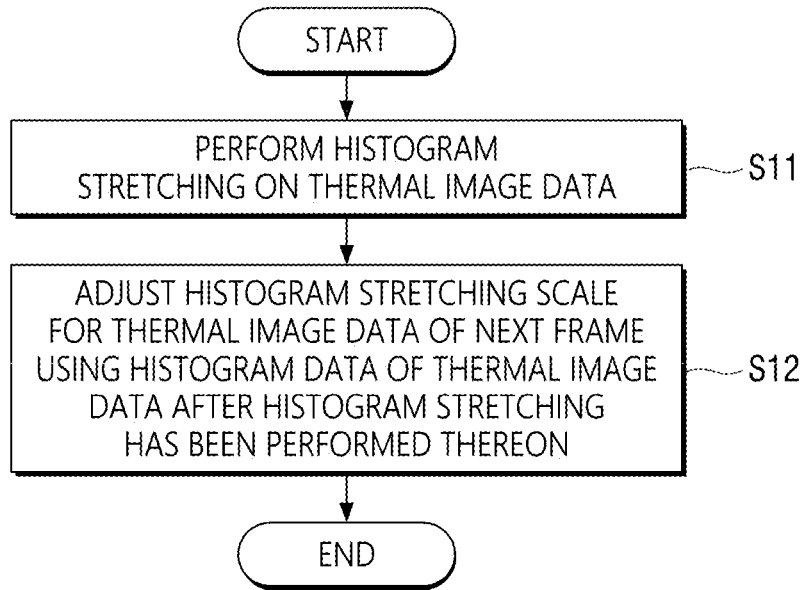 START
PERFORM HISTOGRAM
STRETCHING ON THERMAL IMAGE DATA
S11
ADJUST HISTOGRAM STRETCHING SCALE
FOR THERMAL IMAGE DATA OF NEXT FRAME
USING HISTOGRAM DATA OF THERMAL IMAGE
DATA AFTER HISTOGRAM STRETCHING
HAS BEEN PERFORMED THEREON
S12
END